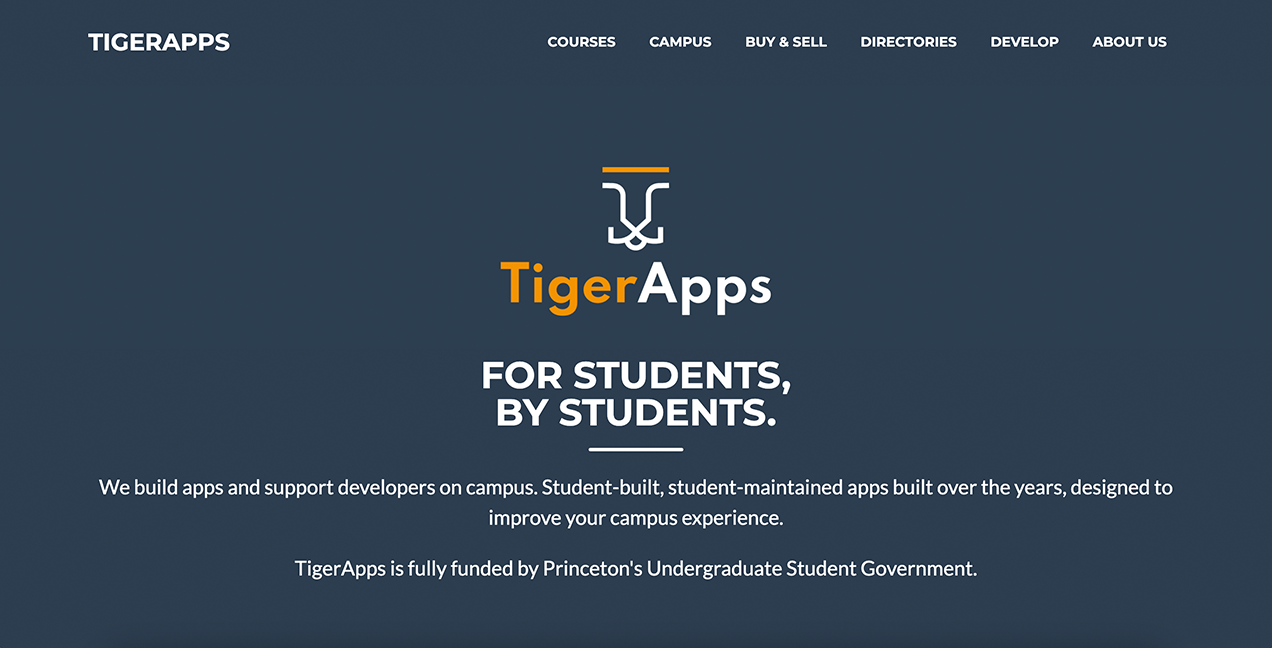 TIGERAPPS
COURSES
CAMPUS
BUY & SELL
DIRECTORIES
DEVELOP
ABOUT US
TigerApps
FOR STUDENTS,
BY STUDENTS.
We build apps and support developers on campus. Student-built, student-maintained apps built over the years, designed to
improve your campus experience.
TigerApps is fully funded by Princeton's Undergraduate Student Government.